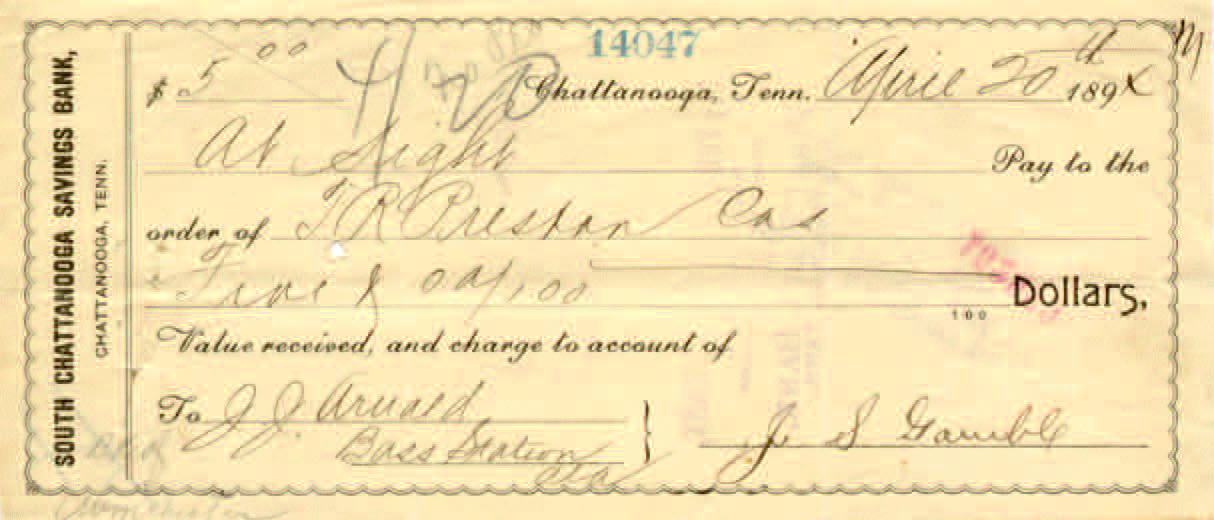 SOUTH CHATTANOOGA SAVINGS BANK,
CHATTANOOGA, TENN.
14047
$ 5 00
Chattanooga, Tenn. April 20 189
At Sight Pay to the
order of J R Preston Cas
Five & 00/100 Dollars,
100
Value received, and charge to account of
To J J Arnold
Bass Station
J S Gamble